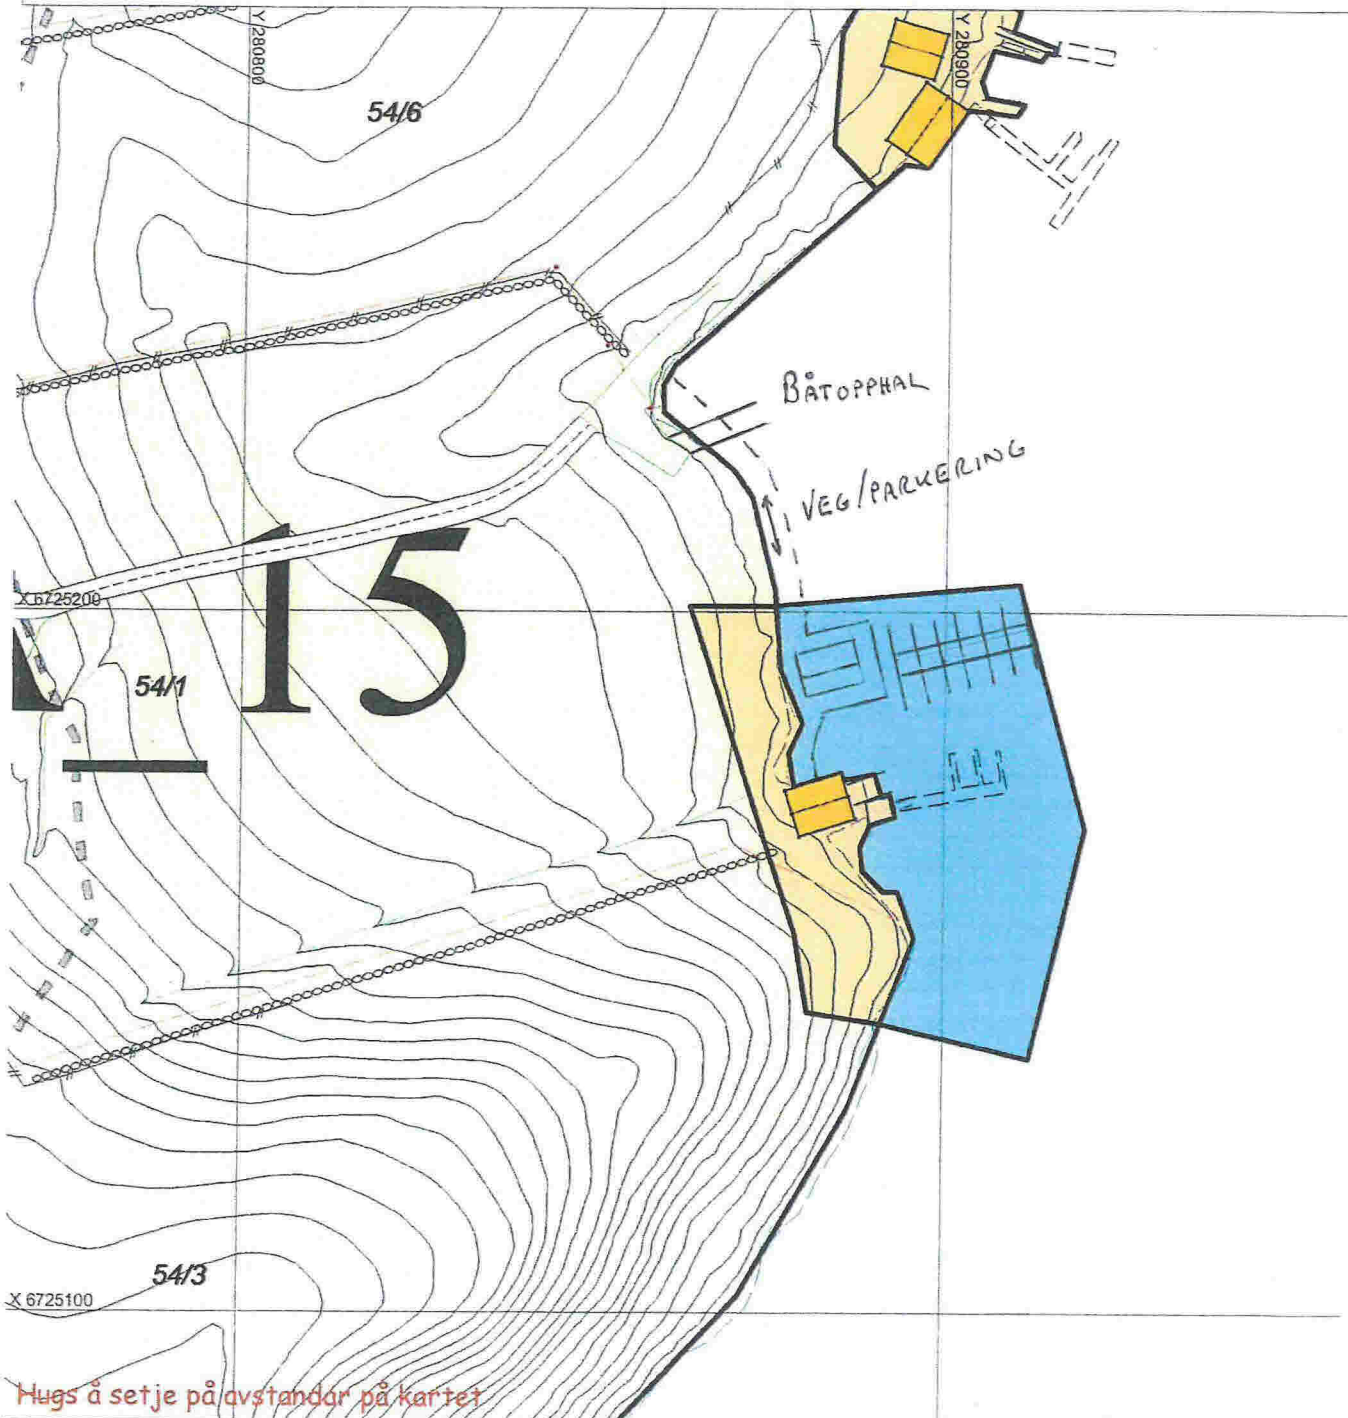 Y 280800
Y 280900
54/6
BÅTOPPHAL
VEG/PARKERING
15
X 6725200
54/1
54/3
X 6725100
Hugs å setje på avstandar på kartet